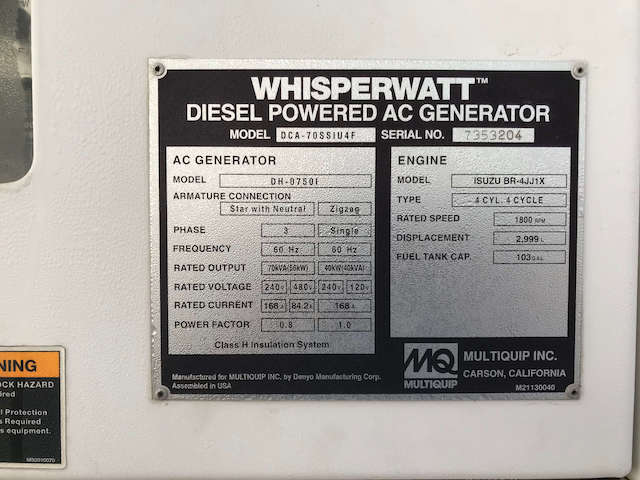 WHISPERWATT™
DIESEL POWERED AC GENERATOR
MODEL DCA-70SSIU4F SERIAL NO. 7353204
AC GENERATOR
MODEL DH-0750I
ARMATURE CONNECTION
Star with Neutral Zigzag
PHASE 3 Single
FREQUENCY 60 Hz 60 Hz
RATED OUTPUT 70kVA(56kW) 40kW(40kVA)
RATED VOLTAGE 240V 480V 240V 120V
RATED CURRENT 168A 84.2A 168A
POWER FACTOR 0.8 1.0
Class H Insulation System
ENGINE
MODEL ISUZU BR-4JJ1X
TYPE 4 CYL. 4 CYCLE
RATED SPEED 1800 RPM
DISPLACEMENT 2,999 L
FUEL TANK CAP. 103 GAL
Manufactured for MULTIQUIP INC. by Denyo Manufacturing Corp.
Assembled in USA
MQ
MULTIQUIP
MULTIQUIP INC.
CARSON, CALIFORNIA
M21130040
NING
OCK HAZARD
ired
Protection
s Required
s equipment.